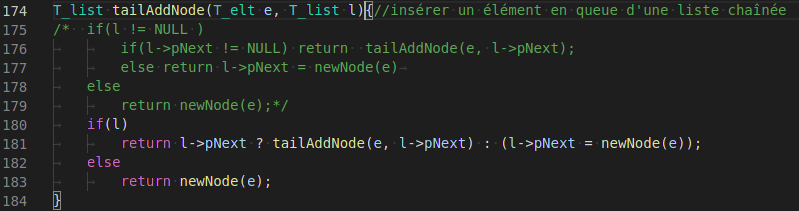 174 T_list tailAddNode(T_elt e, T_list l){//insérer un élément en queue d'une liste chaînée
175 /* if(l != NULL )
176 if(l->pNext != NULL) return tailAddNode(e, l->pNext);
177 else return l->pNext = newNode(e)
178 else
179 return newNode(e);*/
180 if(l)
181 return l->pNext ? tailAddNode(e, l->pNext) : (l->pNext = newNode(e));
182 else
183 return newNode(e);
184 }